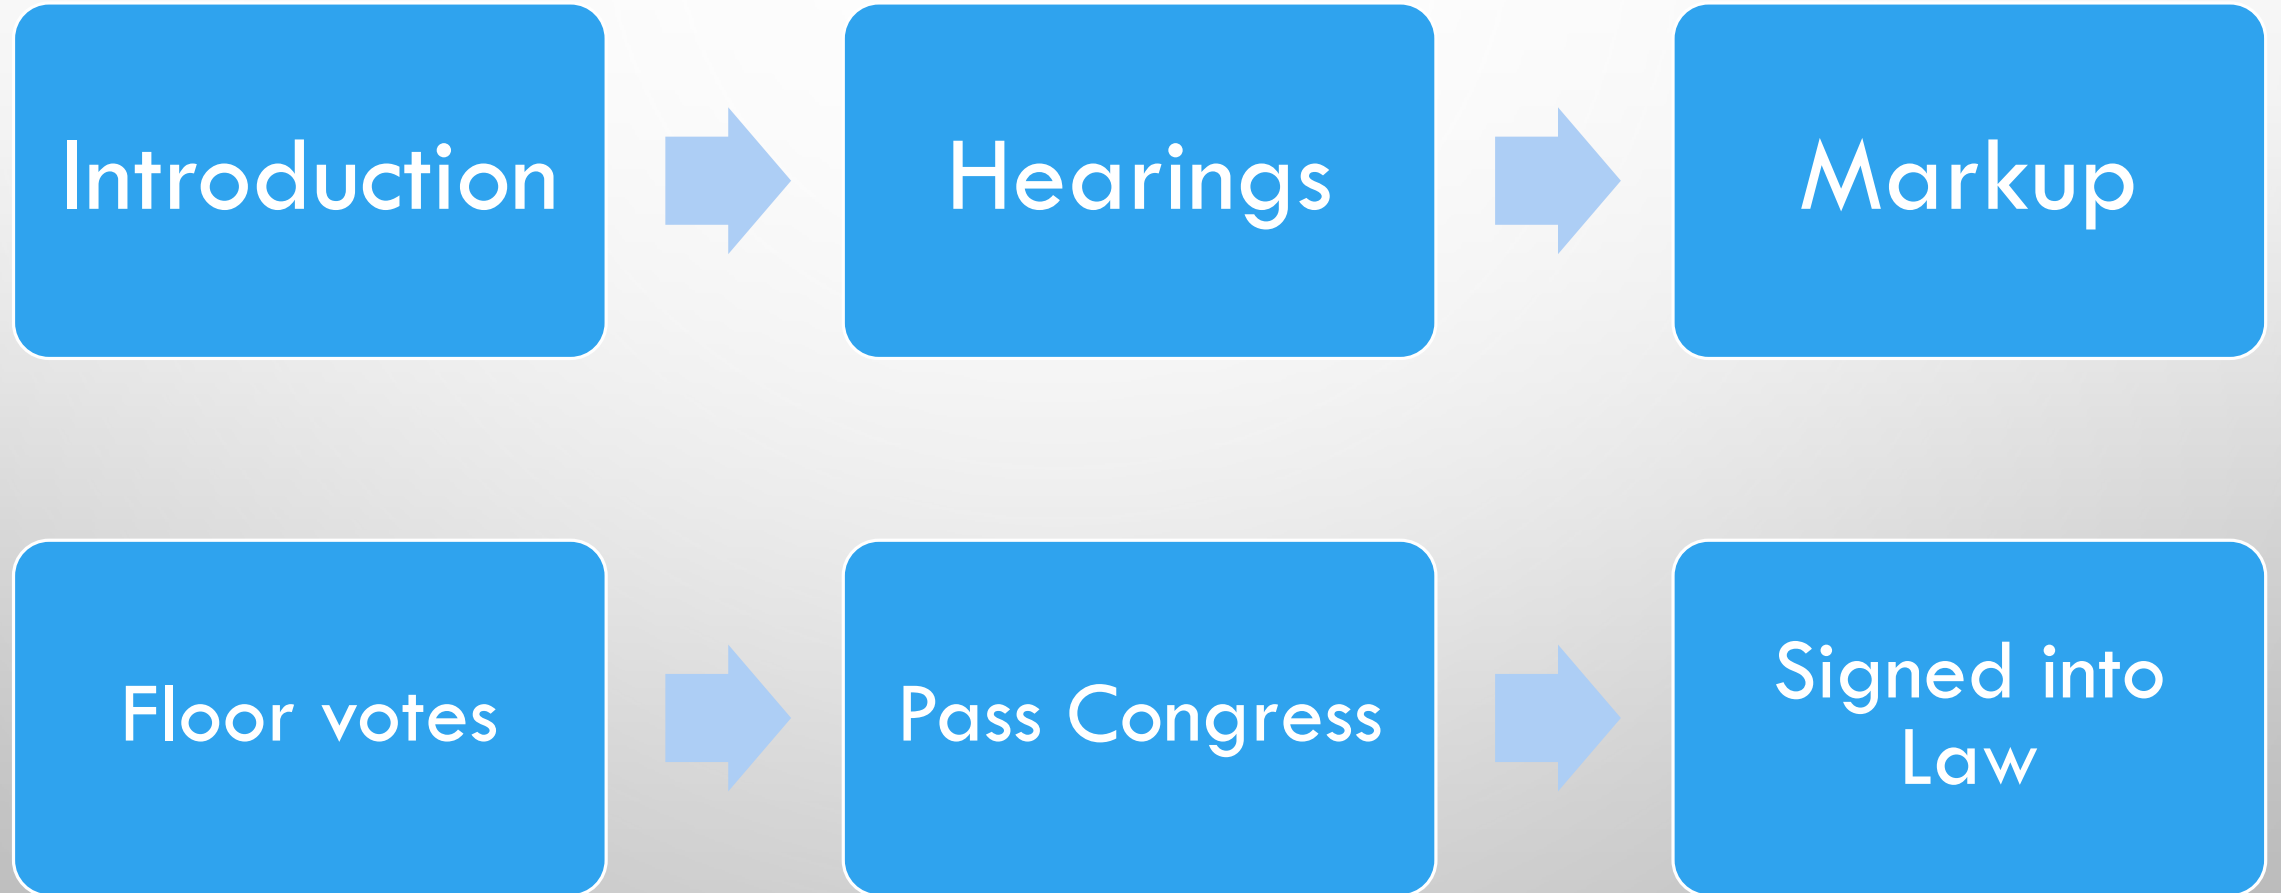 Introduction
Hearings
Markup
Floor votes
Pass Congress
Signed into
Law